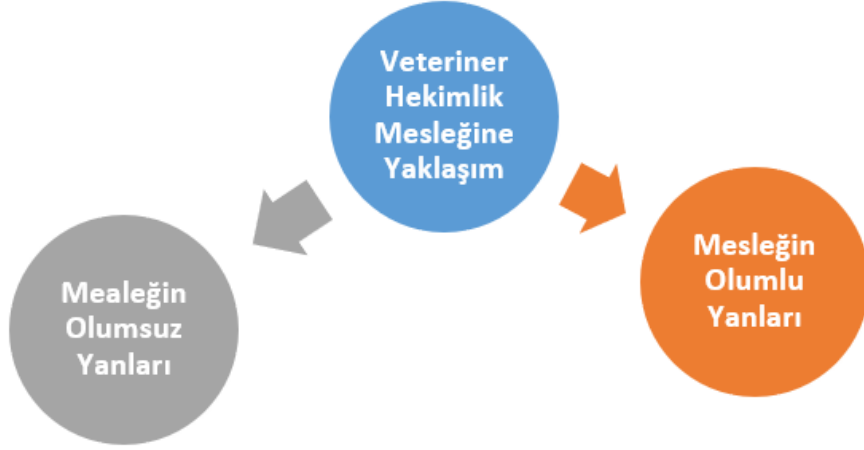 Veteriner
Hekimlik
Mesleğine
Yaklaşım
Mealeğin
Olumsuz
Yanları
Mesleğin
Olumlu
Yanları